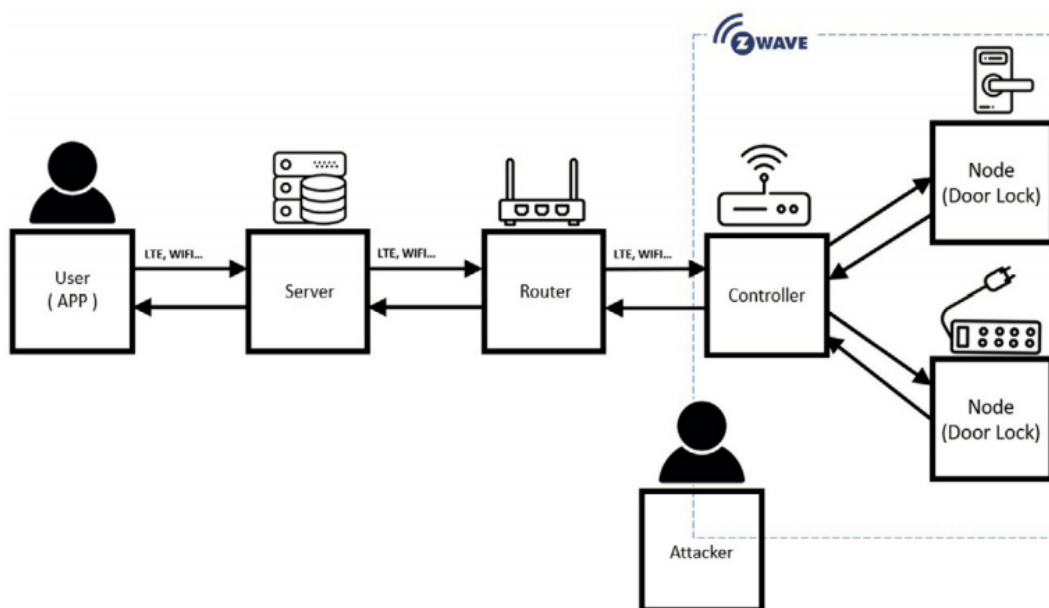 Z WAVE
User
( APP )
LTE, WIFI...
Server
LTE, WIFI...
Router
LTE, WIFI...
Controller
Node
(Door Lock)
Node
(Door Lock)
Attacker